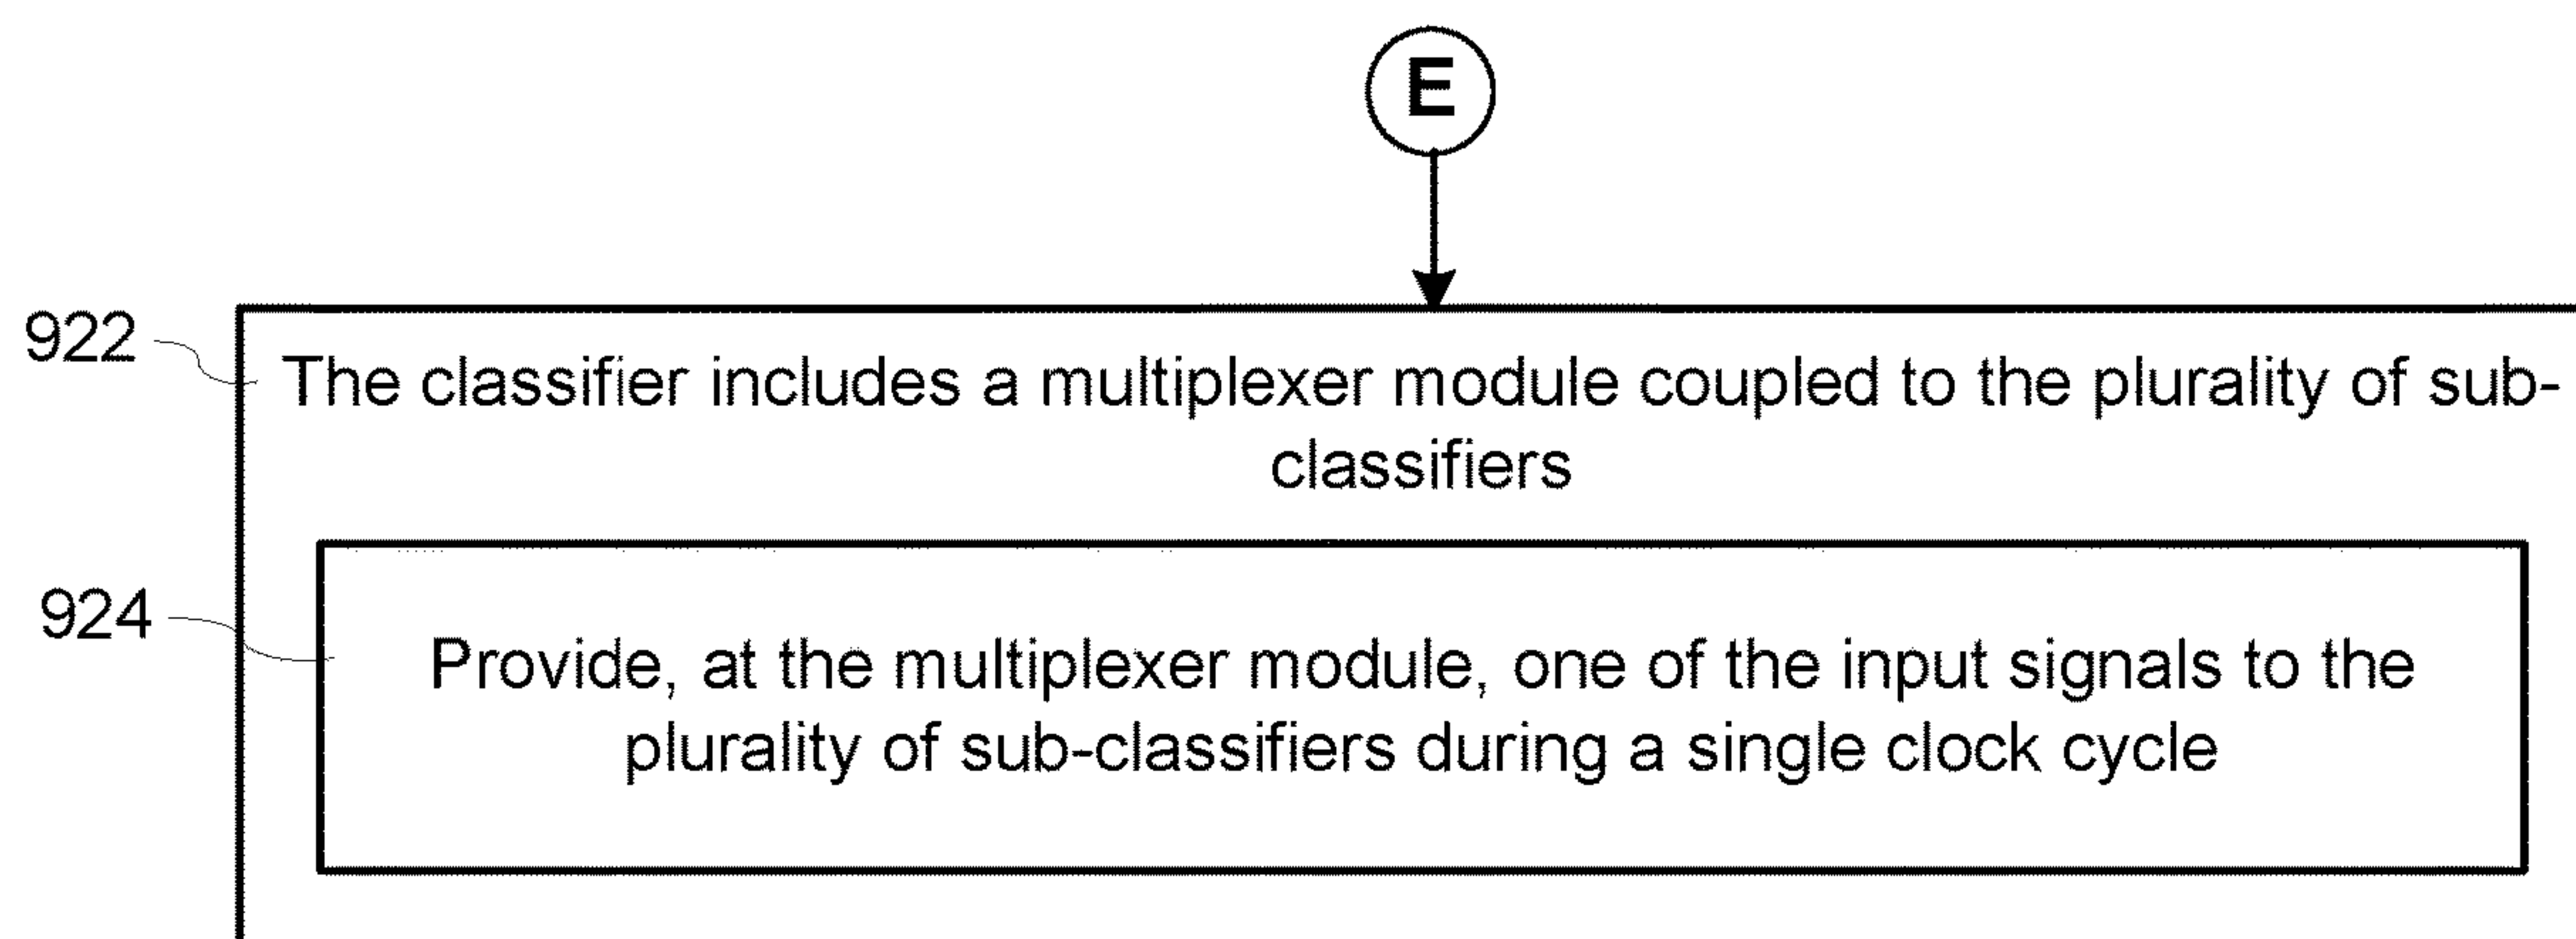 E
922
The classifier includes a multiplexer module coupled to the plurality of sub-
classifiers
924
Provide, at the multiplexer module, one of the input signals to the
plurality of sub-classifiers during a single clock cycle